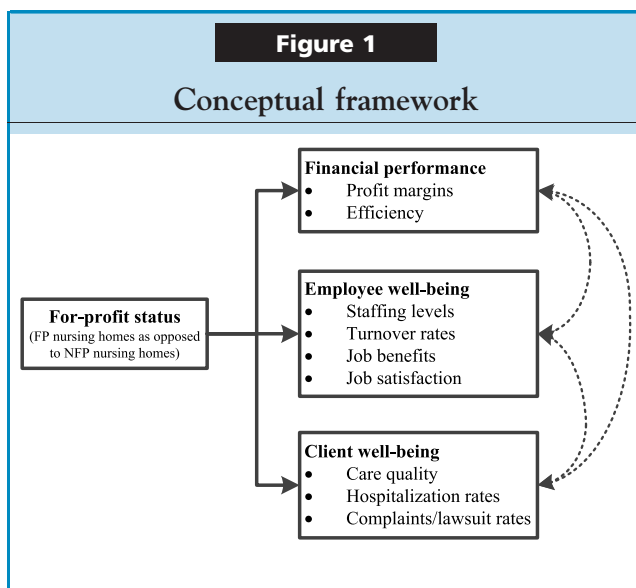 Figure 1
Conceptual framework
Financial performance
• Profit margins
• Efficiency
For-profit status
(FP nursing homes as opposed
to NFP nursing homes)
Employee well-being
• Staffing levels
• Turnover rates
• Job benefits
• Job satisfaction
Client well-being
• Care quality
• Hospitalization rates
• Complaints/lawsuit rates